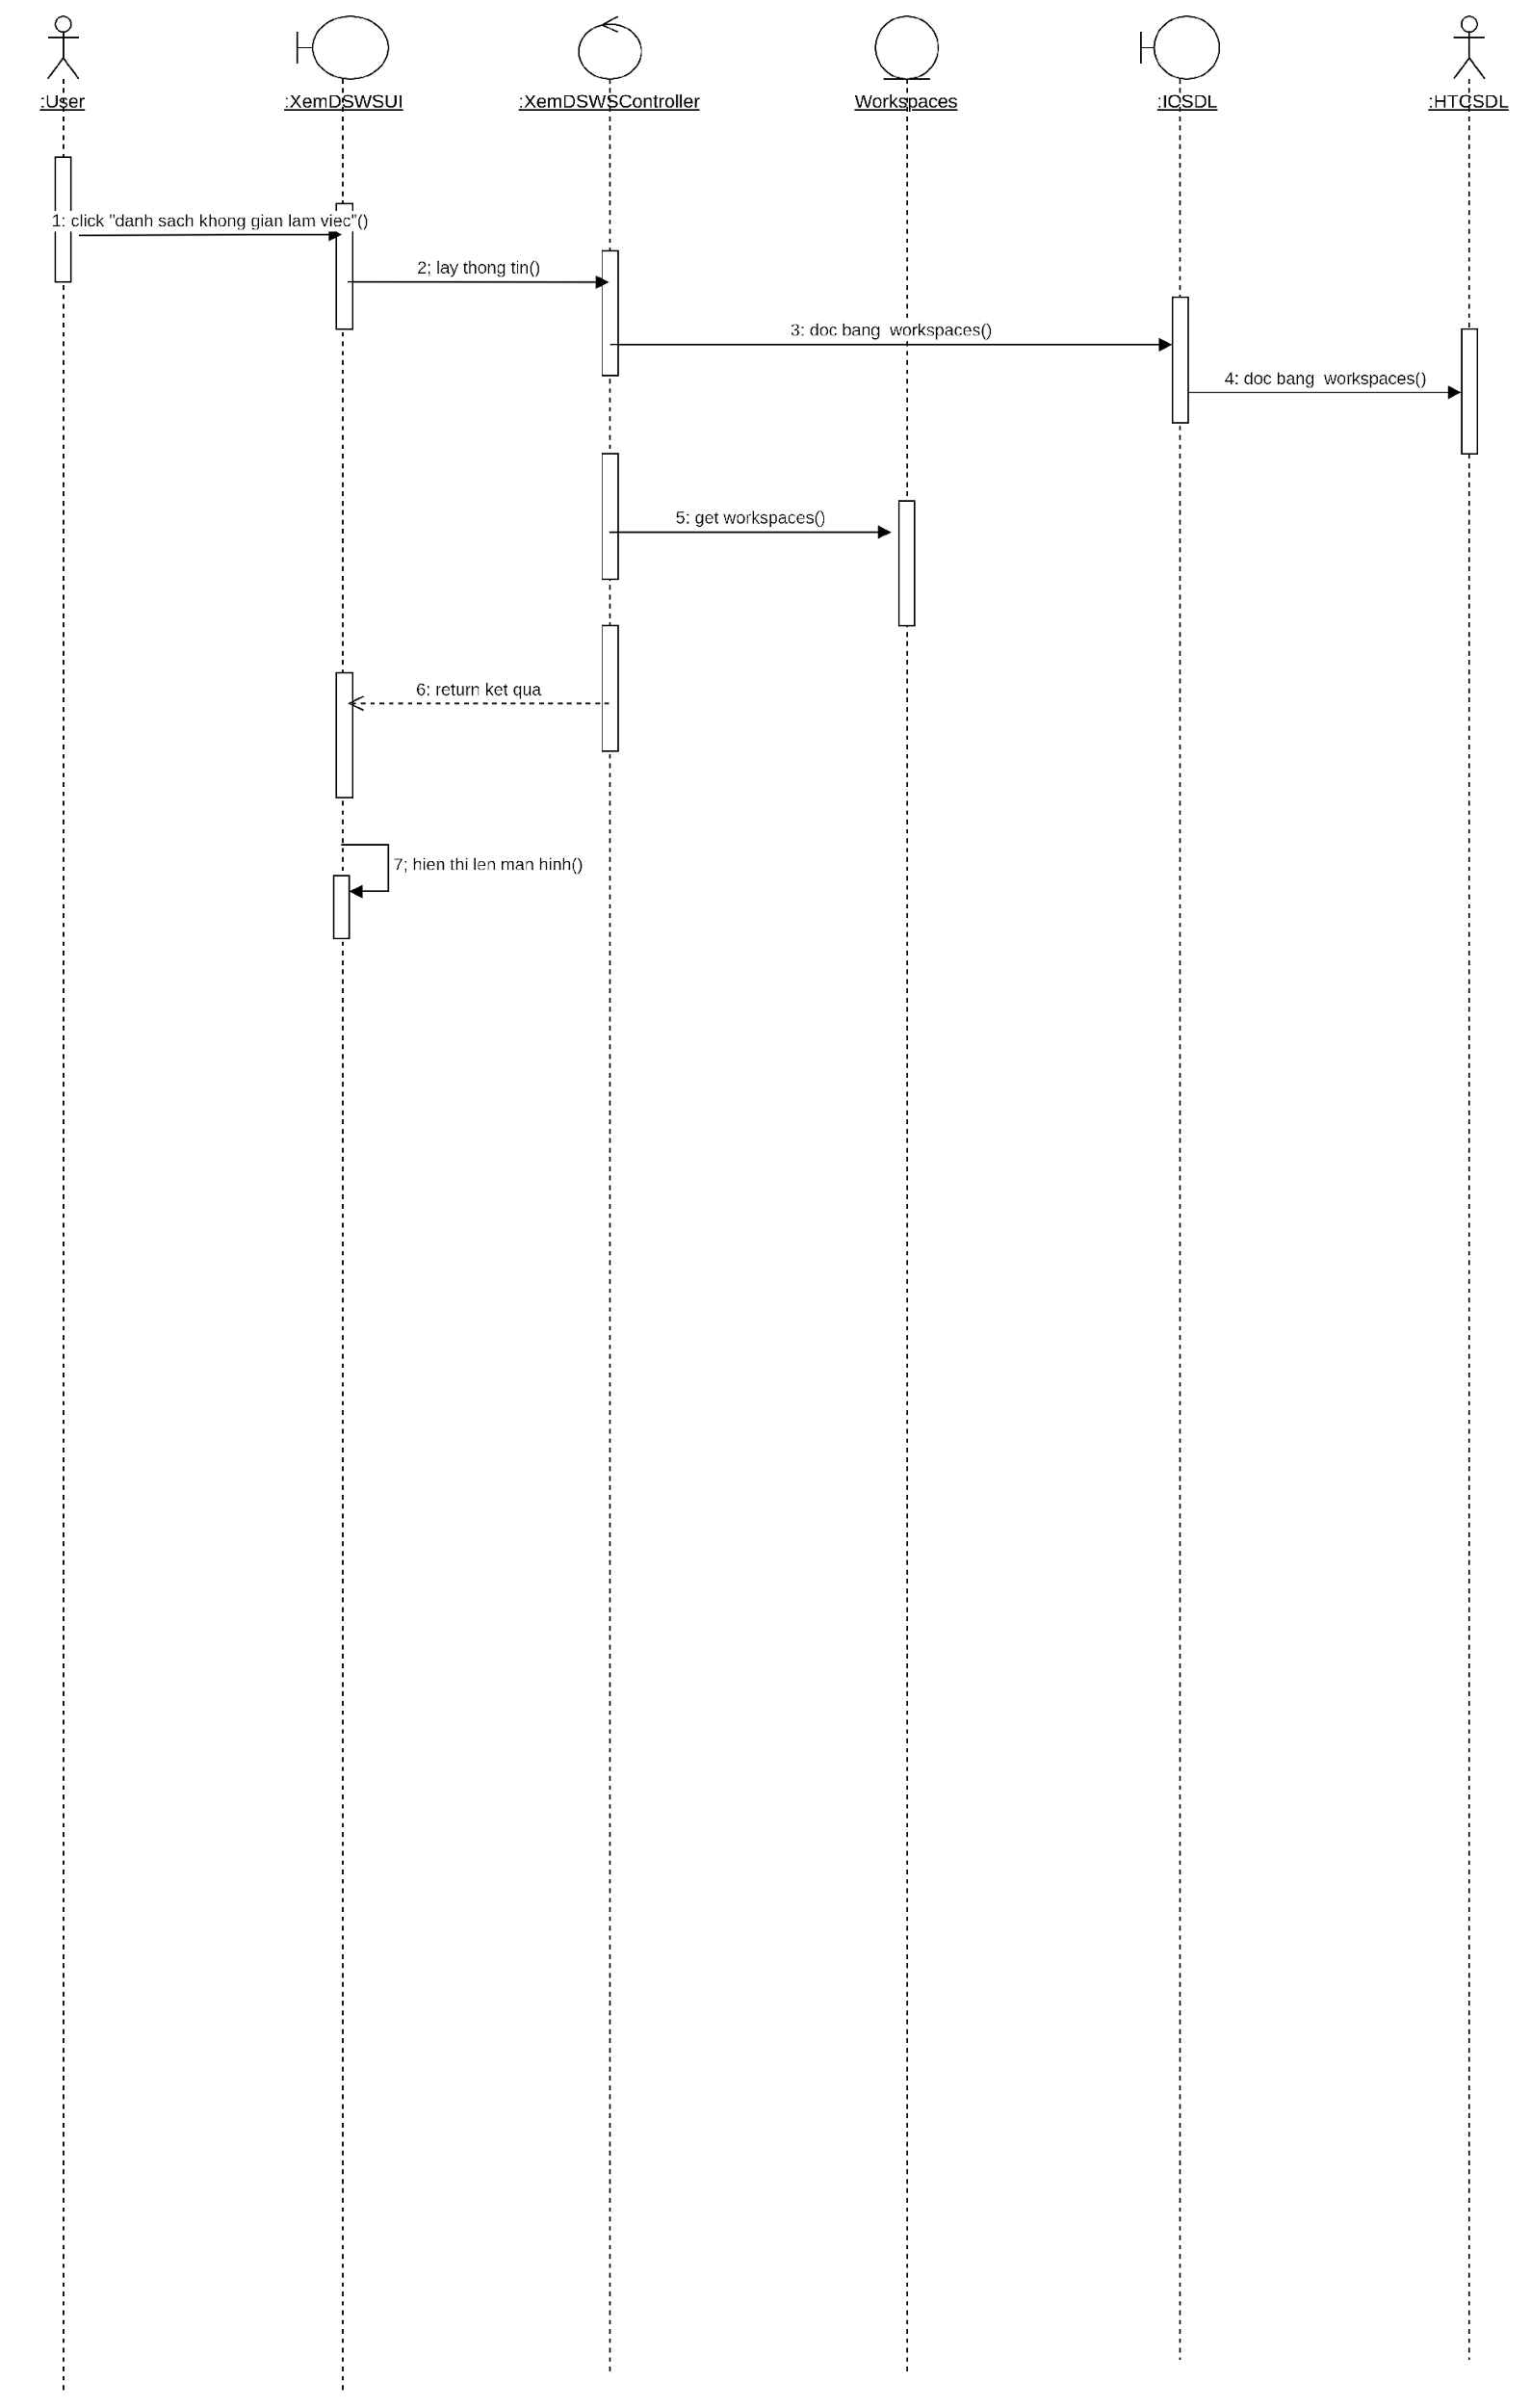 :User
:XemDSWSUI
:XemDSWSController
Workspaces
:ICSDL
:HTCSDL
1: click "danh sach khong gian lam viec"()
2; lay thong tin()
3: doc bang  workspaces()
4: doc bang  workspaces()
5: get workspaces()
6: return ket qua
7; hien thi len man hinh()